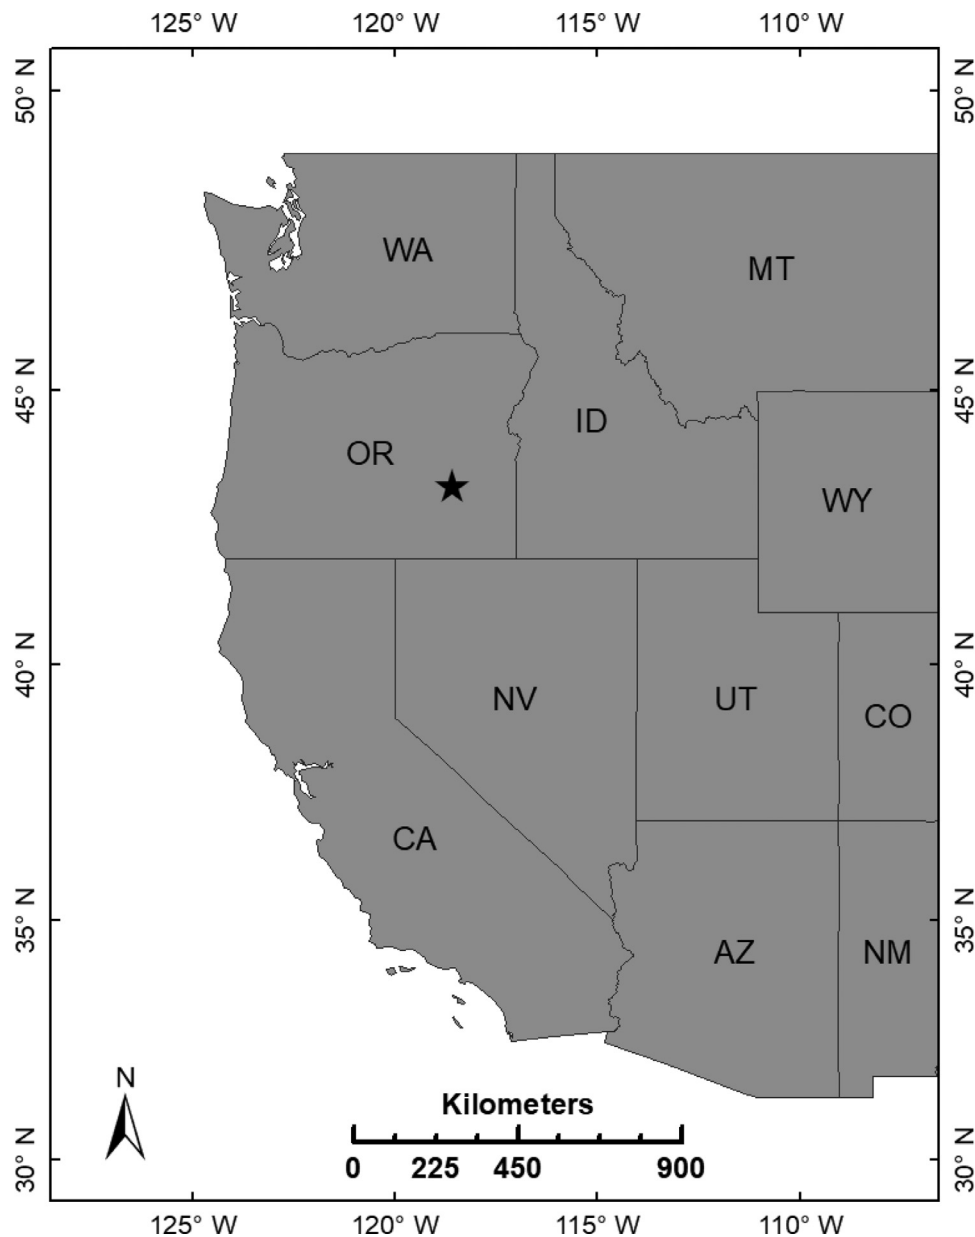 125° W 120° W 115° W 110° W
50° N 50° N
WA
MT
45° N 45° N
ID
OR
WY
40° N 40° N
NV UT
CO
CA
35° N 35° N
AZ NM
N
Kilometers
0 225 450 900
30° N 30° N
125° W 120° W 115° W 110° W